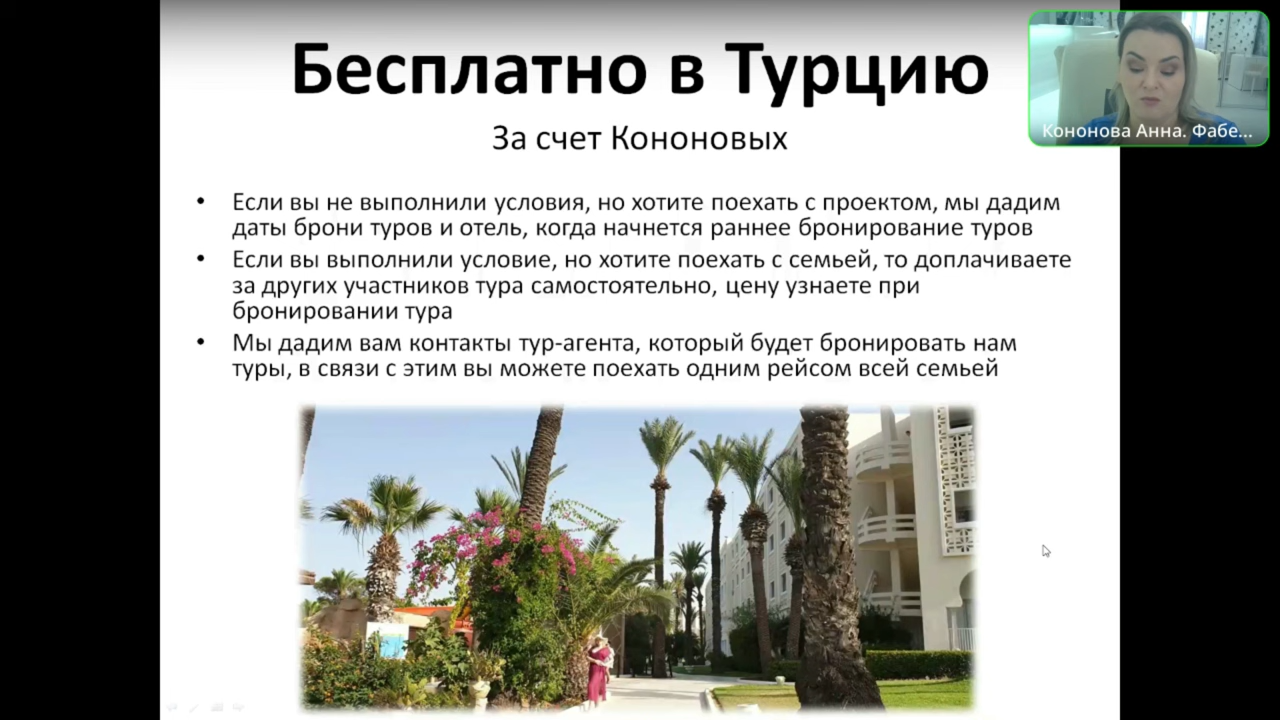 Бесплатно в Турцию
За счет Кононовых
Кононова Анна. Фабе...
• Если вы не выполнили условия, но хотите поехать с проектом, мы дадим
даты брони туров и отель, когда начнется раннее бронирование туров
• Если вы выполнили условие, но хотите поехать с семьей, то доплачиваете
за других участников тура самостоятельно, цену узнаете при
бронировании тура
• Мы дадим вам контакты тур-агента, который будет бронировать нам
туры, в связи с этим вы можете поехать одним рейсом всей семьей